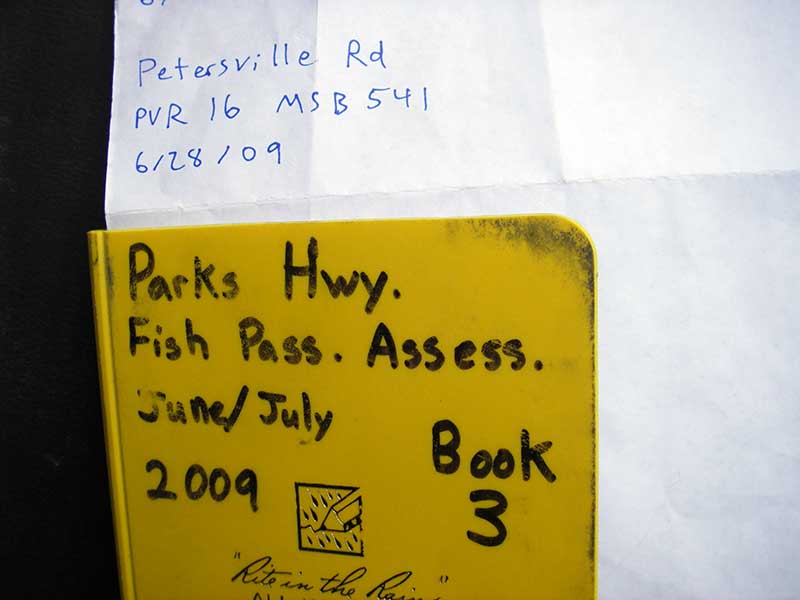 Petersville Rd
PVR 16 MSB 541
6/28/09
Parks Hwy.
Fish Pass. Assess.
June/July
2009
Book
3
"Rite in the Rain"